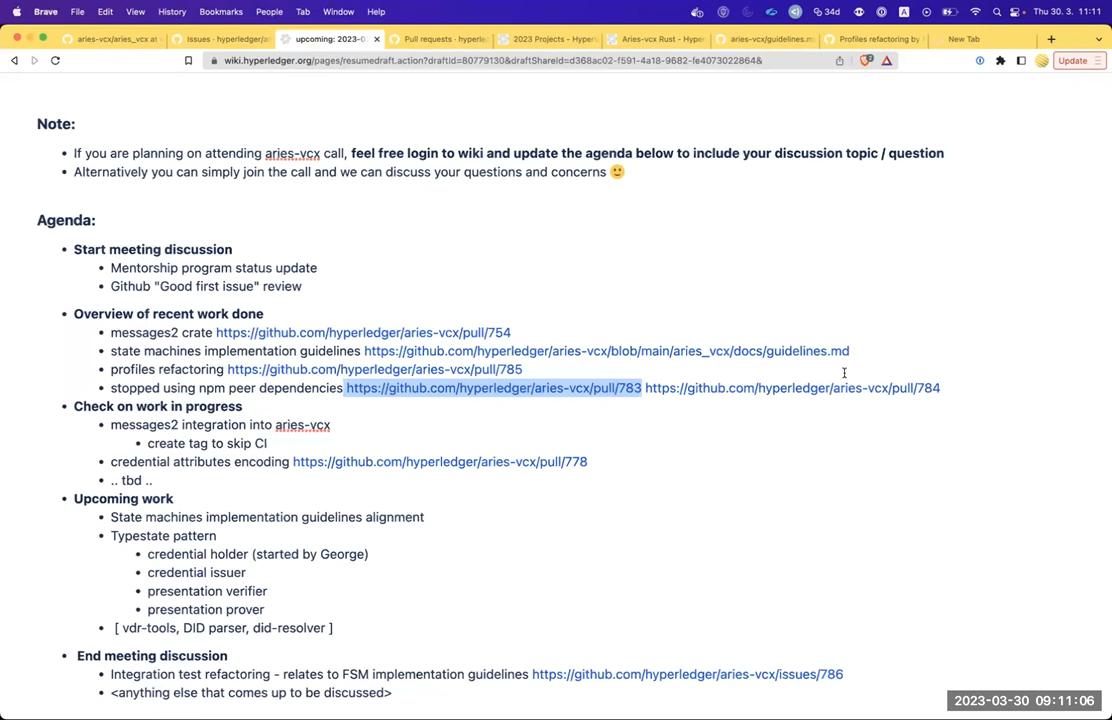 Brave File Edit View History Bookmarks People Tab Window Help 34d A Thu 30. 3. 11:11
aries-vcx/aries_vcx at Issues · hyperledger/a upcoming: 2023-0 Pull requests · hyperle 2023 Projects - Hyper Aries-vcx Rust - Hyper aries-vcx/guidelines.m Profiles refactoring by New Tab
wiki.hyperledger.org/pages/resumedraft.action?draftId=80779130&draftShareId=d368ac02-f591-4a18-9682-fe4073022864& 2 Update
Note:
• If you are planning on attending aries-vcx call, feel free login to wiki and update the agenda below to include your discussion topic / question
• Alternatively you can simply join the call and we can discuss your questions and concerns 🙂
Agenda:
• Start meeting discussion
• Mentorship program status update
• Github "Good first issue" review
• Overview of recent work done
• messages2 crate https://github.com/hyperledger/aries-vcx/pull/754
• state machines implementation guidelines https://github.com/hyperledger/aries-vcx/blob/main/aries_vcx/docs/guidelines.md
• profiles refactoring https://github.com/hyperledger/aries-vcx/pull/785
• stopped using npm peer dependencies https://github.com/hyperledger/aries-vcx/pull/783 https://github.com/hyperledger/aries-vcx/pull/784
• Check on work in progress
• messages2 integration into aries-vcx
• create tag to skip CI
• credential attributes encoding https://github.com/hyperledger/aries-vcx/pull/778
• .. tbd ..
• Upcoming work
• State machines implementation guidelines alignment
• Typestate pattern
• credential holder (started by George)
• credential issuer
• presentation verifier
• presentation prover
• [ vdr-tools, DID parser, did-resolver ]
• End meeting discussion
• Integration test refactoring - relates to FSM implementation guidelines https://github.com/hyperledger/aries-vcx/issues/786
• <anything else that comes up to be discussed>
2023-03-30 09:11:06